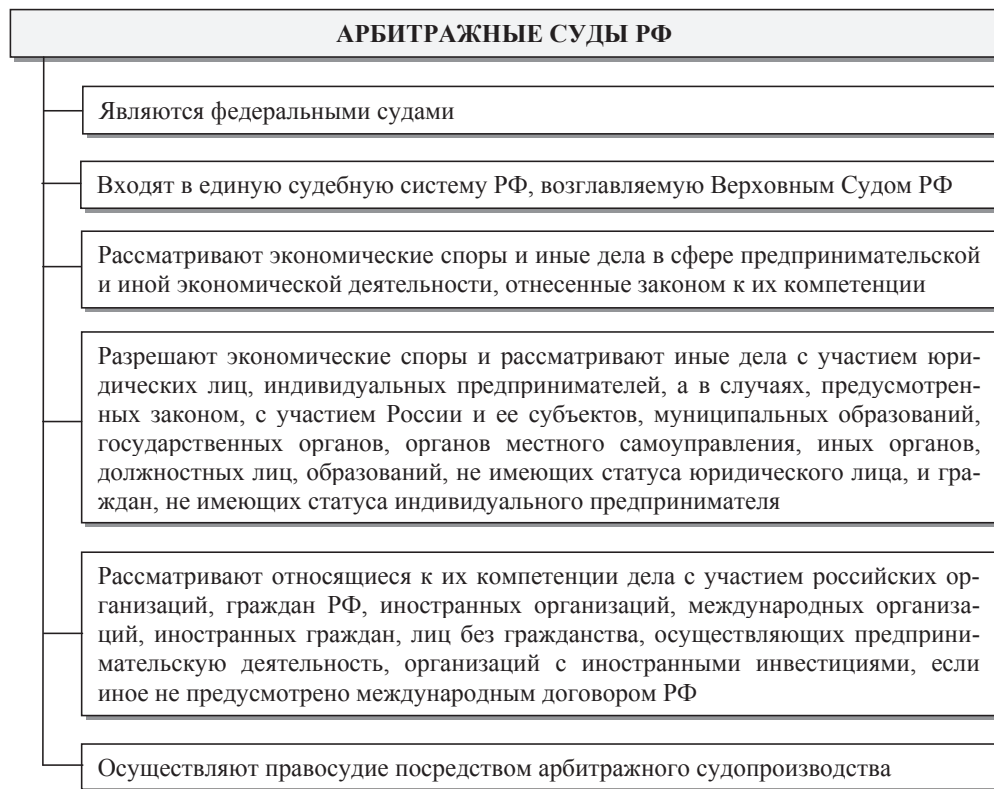 АРБИТРАЖНЫЕ СУДЫ РФ
Являются федеральными судами
Входят в единую судебную систему РФ, возглавляемую Верховным Судом РФ
Рассматривают экономические споры и иные дела в сфере предпринимательской
и иной экономической деятельности, отнесенные законом к их компетенции
Разрешают экономические споры и рассматривают иные дела с участием юри-
дических лиц, индивидуальных предпринимателей, а в случаях, предусмотрен-
ных законом, с участием России и ее субъектов, муниципальных образований,
государственных органов, органов местного самоуправления, иных органов,
должностных лиц, образований, не имеющих статуса юридического лица, и гра-
ждан, не имеющих статуса индивидуального предпринимателя
Рассматривают относящиеся к их компетенции дела с участием российских ор-
ганизаций, граждан РФ, иностранных организаций, международных организа-
ций, иностранных граждан, лиц без гражданства, осуществляющих предприни-
мательскую деятельность, организаций с иностранными инвестициями, если
иное не предусмотрено международным договором РФ
Осуществляют правосудие посредством арбитражного судопроизводства